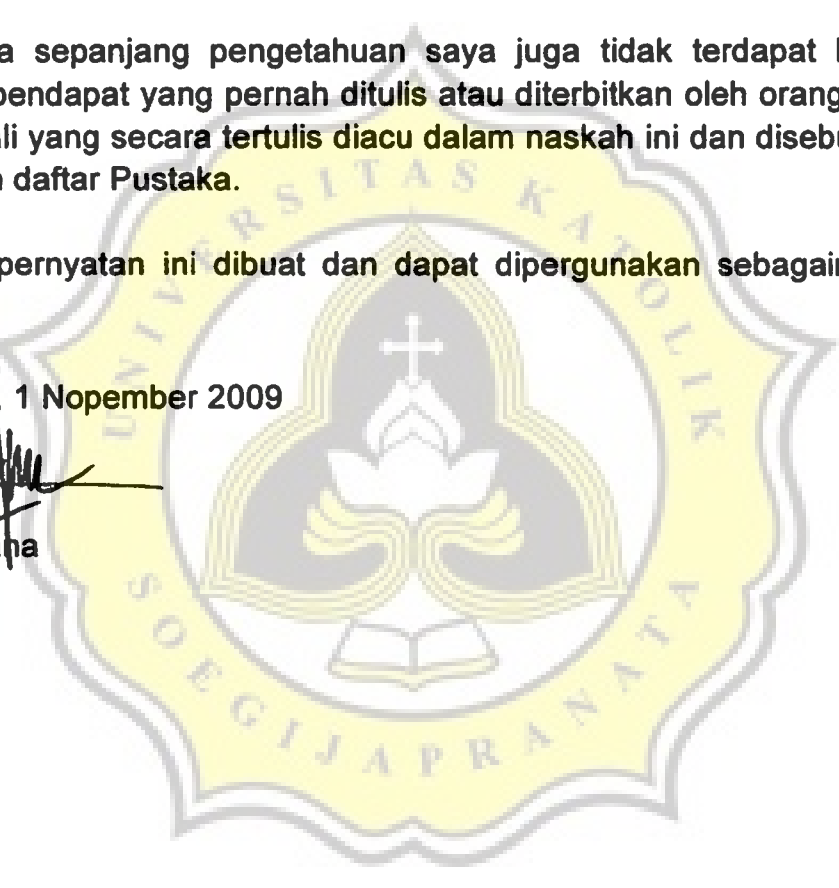 a sepanjang pengetahuan saya juga tidak terdapat
pendapat yang pernah ditulis atau diterbitkan oleh orang
ali yang secara tertulis diacu dalam naskah ini dan disebu
daftar Pustaka.
pernyatan ini dibuat dan dapat dipergunakan sebagai
1 Nopember 2009
UNIVERSITAS KATOLIK
SOEGIJAPRANATA